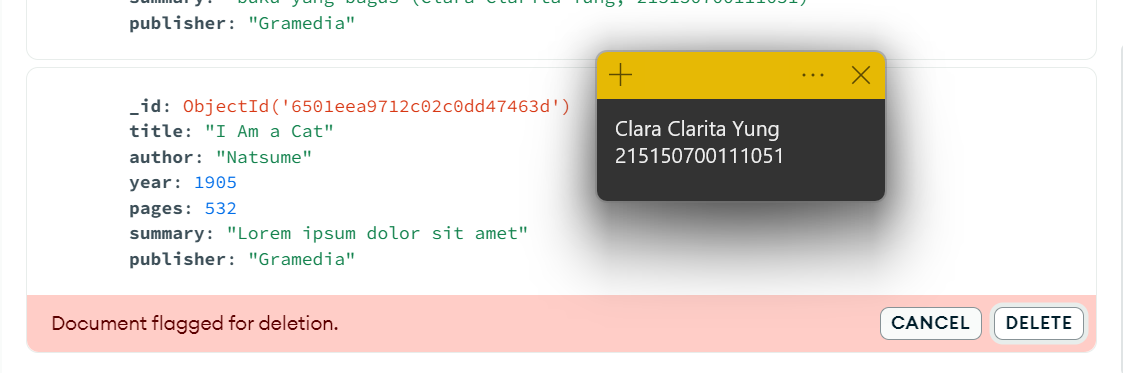 summary: "buku yang bagus (Clara Clarita Yung, 215150700111051)"
publisher: "Gramedia"
_id: ObjectId('6501eea9712c02c0dd47463d')
title: "I Am a Cat"
author: "Natsume"
year: 1905
pages: 532
summary: "Lorem ipsum dolor sit amet"
publisher: "Gramedia"
Clara Clarita Yung
215150700111051
Document flagged for deletion.
CANCEL
DELETE